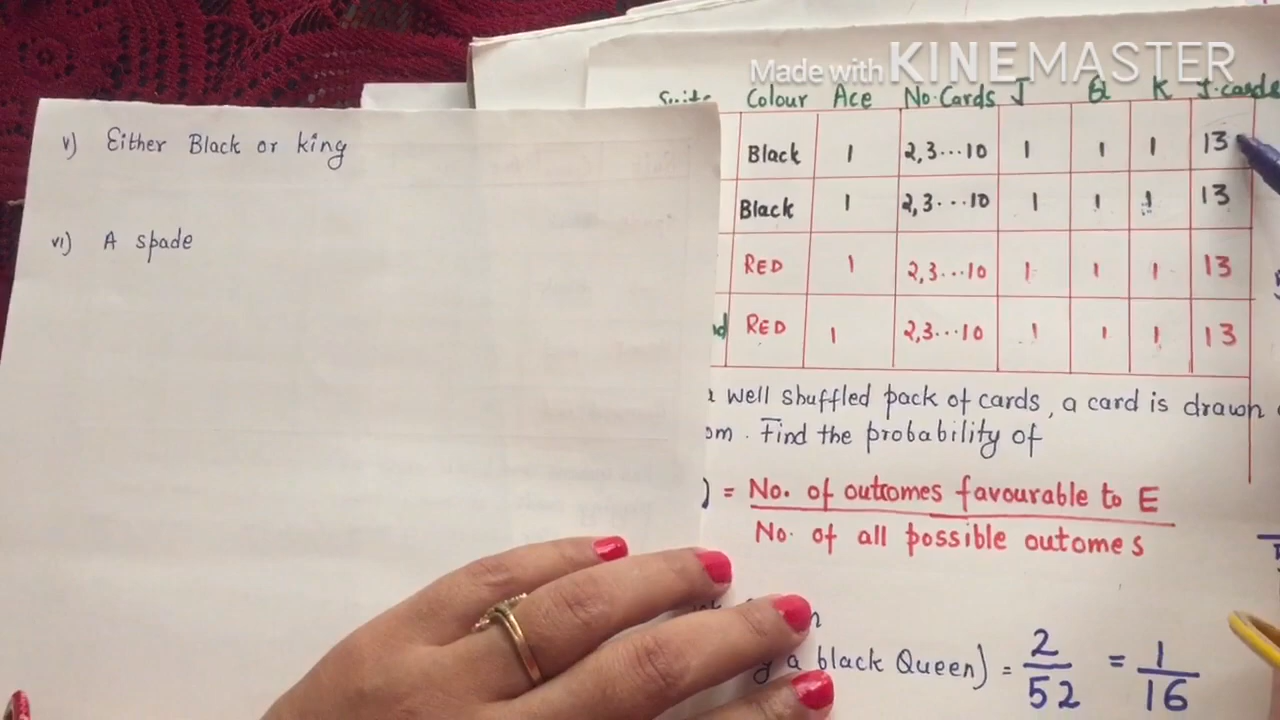 Made with KINEMASTER
Suits Colour Ace No.Cards J Q K T.cards
Black 1 2,3...10 1 1 1 13
Black 1 2,3...10 1 1 1 13
RED 1 2,3...10 1 1 1 13
RED 1 2,3...10 1 1 1 13
v) Either Black or king
vi) A spade
well shuffled pack of cards, a card is drawn
om. Find the probability of
) = No. of outcomes favourable to E
No. of all possible outomes
a black Queen) = 2/52 = 1/16